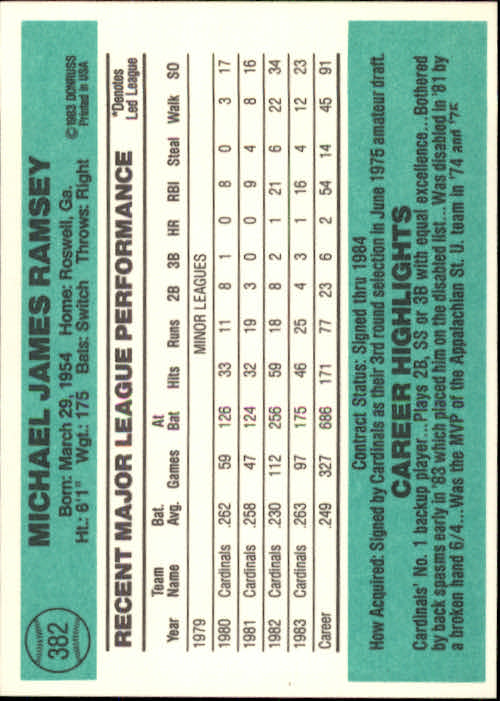 382
MICHAEL JAMES RAMSEY
Born: March 29, 1954 Home: Roswell, Ga.
Ht.: 6'1" Wgt.: 175 Bats: Switch Throws: Right
©1983 DONRUSS
Printed in USA
RECENT MAJOR LEAGUE PERFORMANCE
*Denotes
Led League
Year Team Name Bat. Avg. Games At Bat Hits Runs 2B 3B HR RBI Steal Walk SO
1979 MINOR LEAGUES
1980 Cardinals .262 59 126 33 11 8 1 0 8 0 3 17
1981 Cardinals .258 47 124 32 19 3 0 0 9 4 8 16
1982 Cardinals .230 112 256 59 18 8 2 1 21 6 22 34
1983 Cardinals .263 97 175 46 25 4 3 1 16 4 12 23
Career .249 327 686 171 77 23 6 2 54 14 45 91
Contract Status: Signed thru 1984
How Acquired: Signed by Cardinals as their 3rd round selection in June 1975 amateur draft.
CAREER HIGHLIGHTS
Cardinals' No. 1 backup player...Plays 2B, SS or 3B with equal excellence...Bothered
by back spasms early in '83 which placed him on the disabled list...Was disabled in '81 by
a broken hand 6/4...Was the MVP of the Appalachian St. U. team in '74 and '75